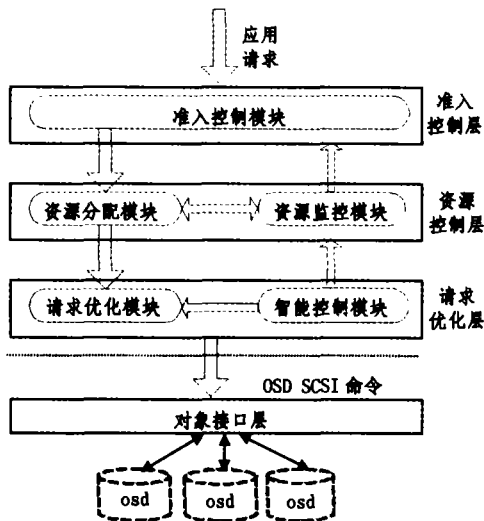 应用
请求
准入控制模块
准入
控制层
资源分配模块
资源监控模块
资源
控制层
请求优化模块
智能控制模块
请求
优化层
OSD SCSI 命令
对象接口层
osd
osd
osd